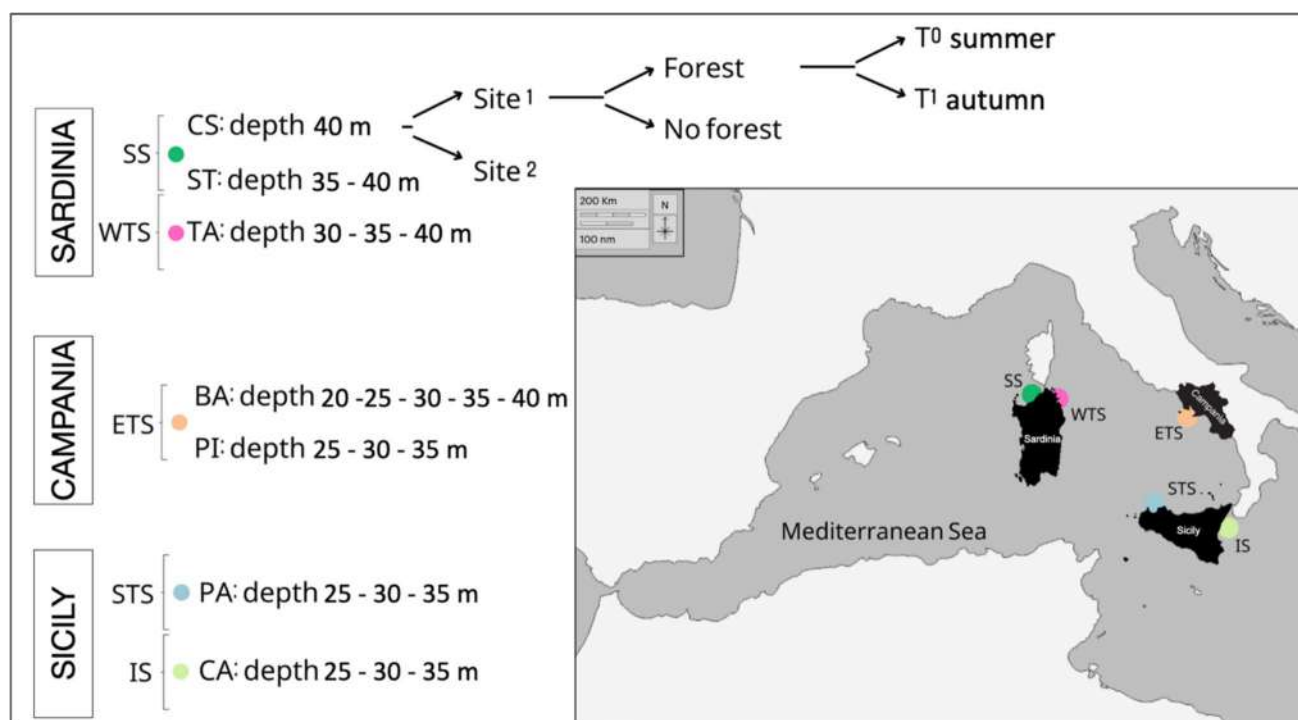 T0 summer
Forest
T1 autumn
Site 1
No forest
Site 2
SARDINIA
SS
CS: depth 40 m
ST: depth 35 - 40 m
WTS
TA: depth 30 - 35 - 40 m
CAMPANIA
ETS
BA: depth 20 -25 - 30 - 35 - 40 m
PI: depth 25 - 30 - 35 m
SICILY
STS
PA: depth 25 - 30 - 35 m
IS
CA: depth 25 - 30 - 35 m
200 Km
N
100 nm
SS
WTS
Sardinia
Campania
ETS
STS
Sicily
IS
Mediterranean Sea